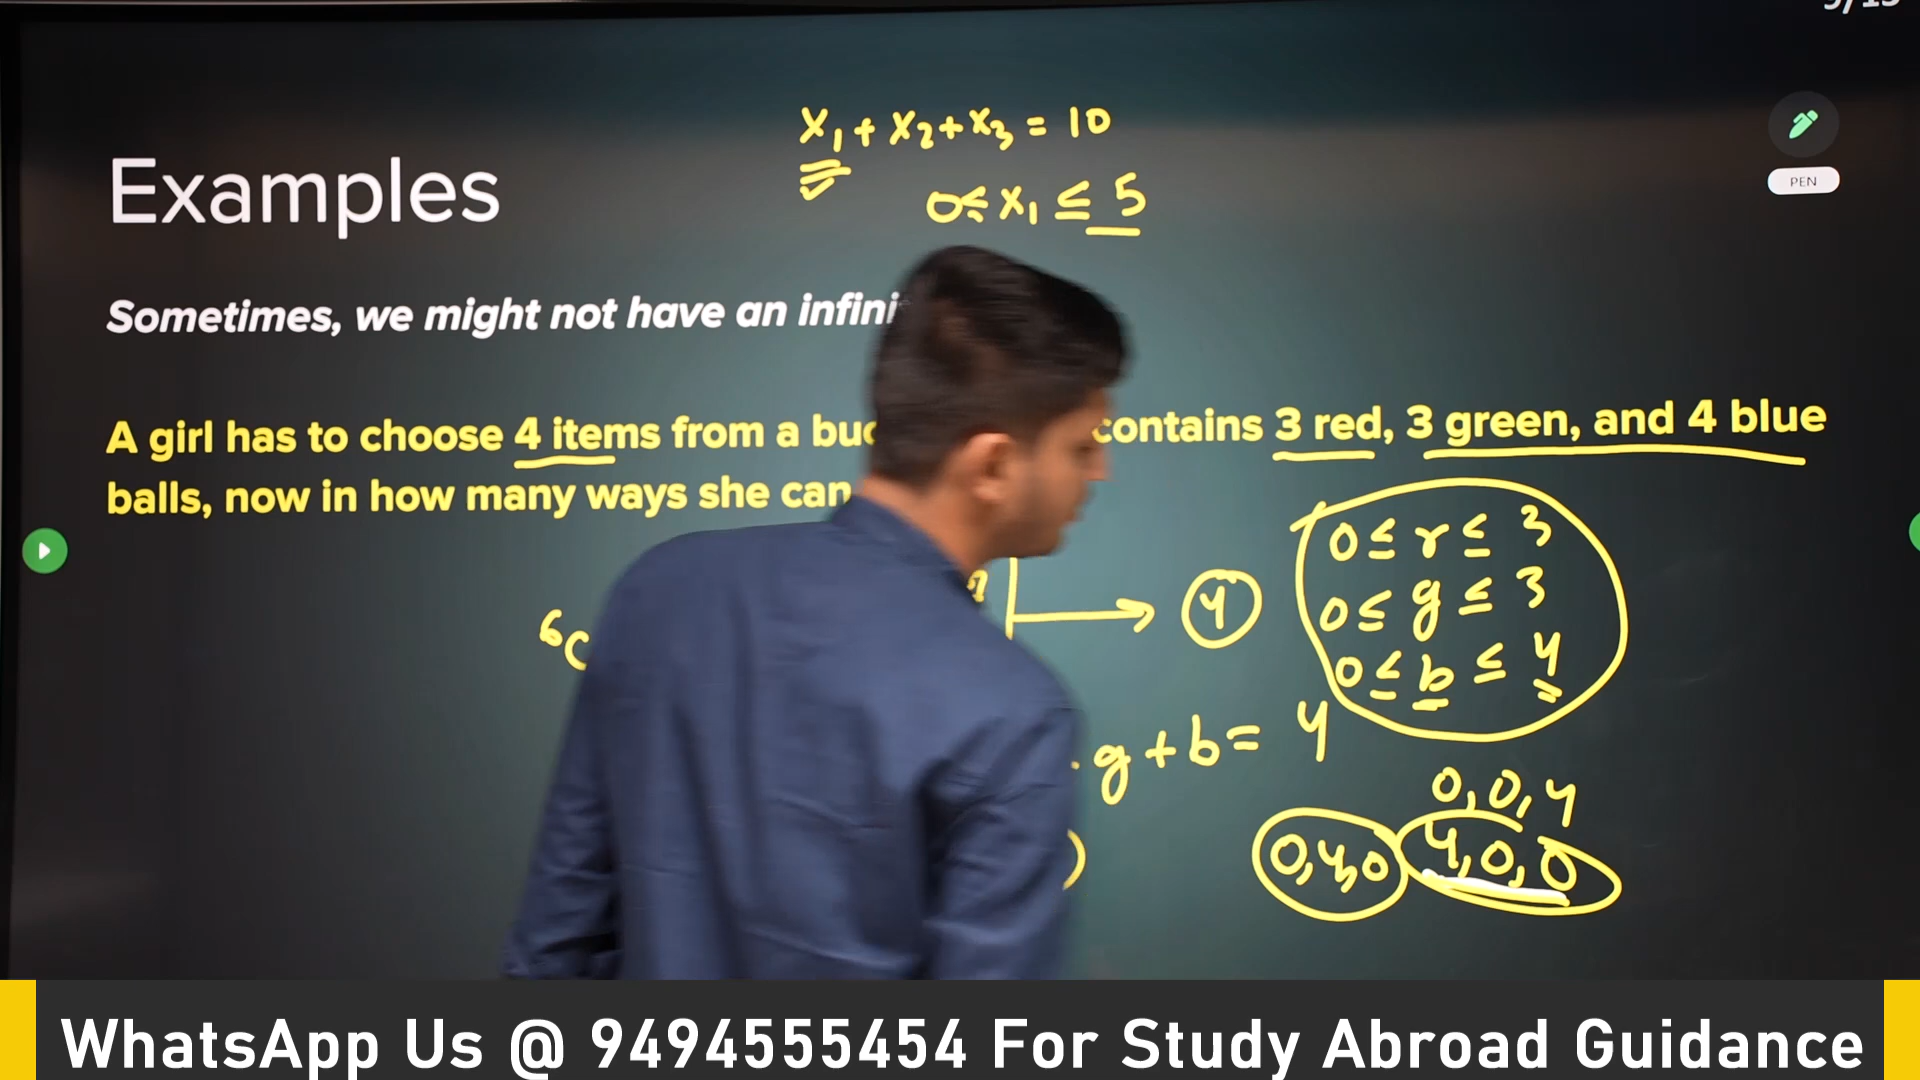 x₁ + x₂ + x₃ = 10
PEN
Examples
0 ≤ x₁ ≤ 5
Sometimes, we might not have an
A girl has to choose 4 items from a contains 3 red, 3 green, and 4 blue
balls, now in how many ways she can
0 ≤ r ≤ 3
0 ≤ g ≤ 3
4
6C
0 ≤ b ≤ 4
g + b = 4
0, 0, 4
0, 4, 0 4, 0, 0
WhatsApp Us @ 9494555454 For Study Abroad Guidance